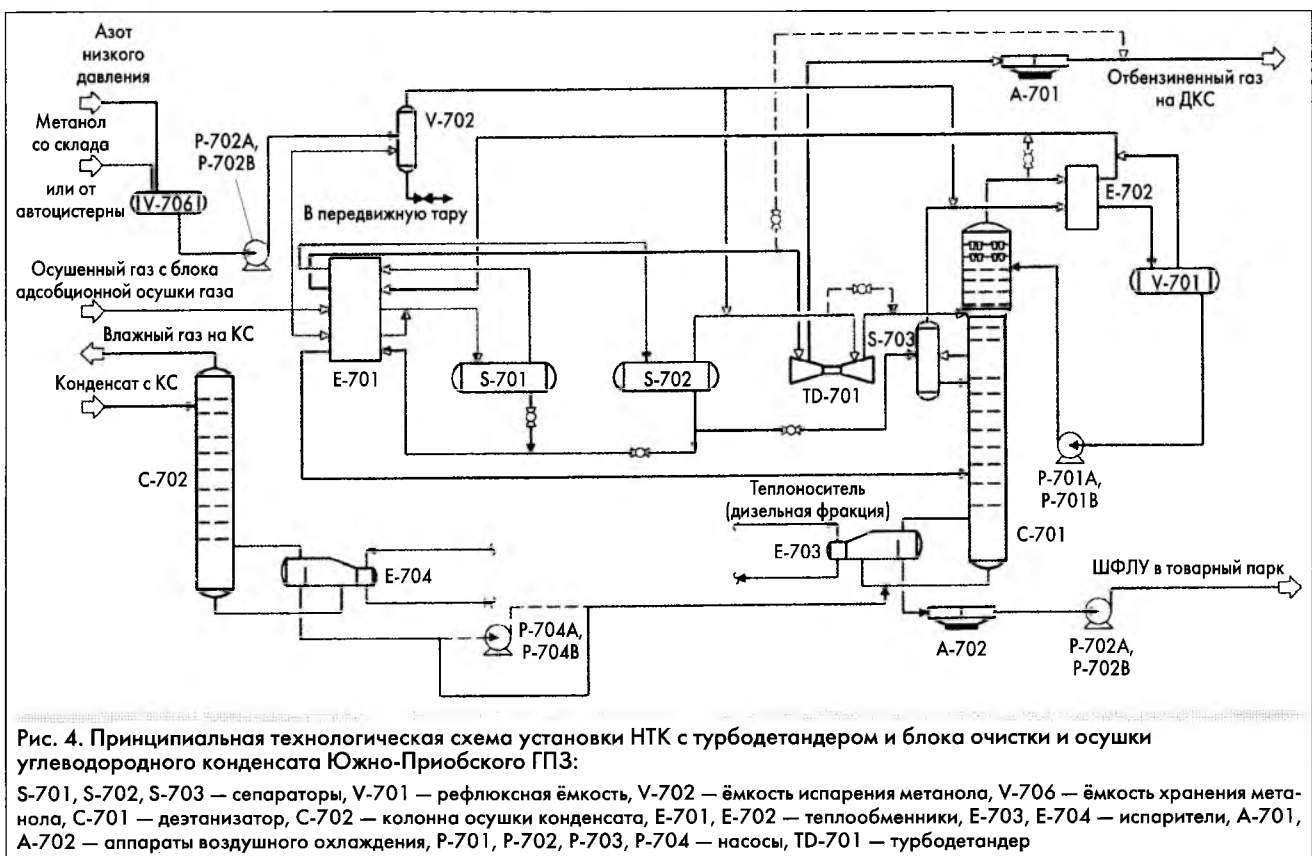 Азот
низкого
давления
Метанол
со склада
или от
автоцистерны
V-706
P-702A,
P-702B
V-702
В передвижную тару
A-701
Отбензиненный газ
на ДКС
E-702
V-701
Осушенный газ с блока
адсобционной осушки газа
Влажный газ на КС
Конденсат с КС
E-701
S-701
S-702
TD-701
S-703
P-701A,
P-701B
C-701
C-702
E-704
Теплоноситель
(дизельная фракция)
E-703
ШФЛУ в товарный парк
P-704A,
P-704B
A-702
P-702A,
P-702B
Рис. 4. Принципиальная технологическая схема установки НТК с турбодетандером и блока очистки и осушки
углеводородного конденсата Южно-Приобского ГПЗ:
S-701, S-702, S-703 — сепараторы, V-701 — рефлюксная ёмкость, V-702 — ёмкость испарения метанола, V-706 — ёмкость хранения мета-
нола, C-701 — деэтанизатор, C-702 — колонна осушки конденсата, E-701, E-702 — теплообменники, E-703, E-704 — испарители, A-701,
A-702 — аппараты воздушного охлаждения, P-701, P-702, P-703, P-704 — насосы, TD-701 — турбодетандер